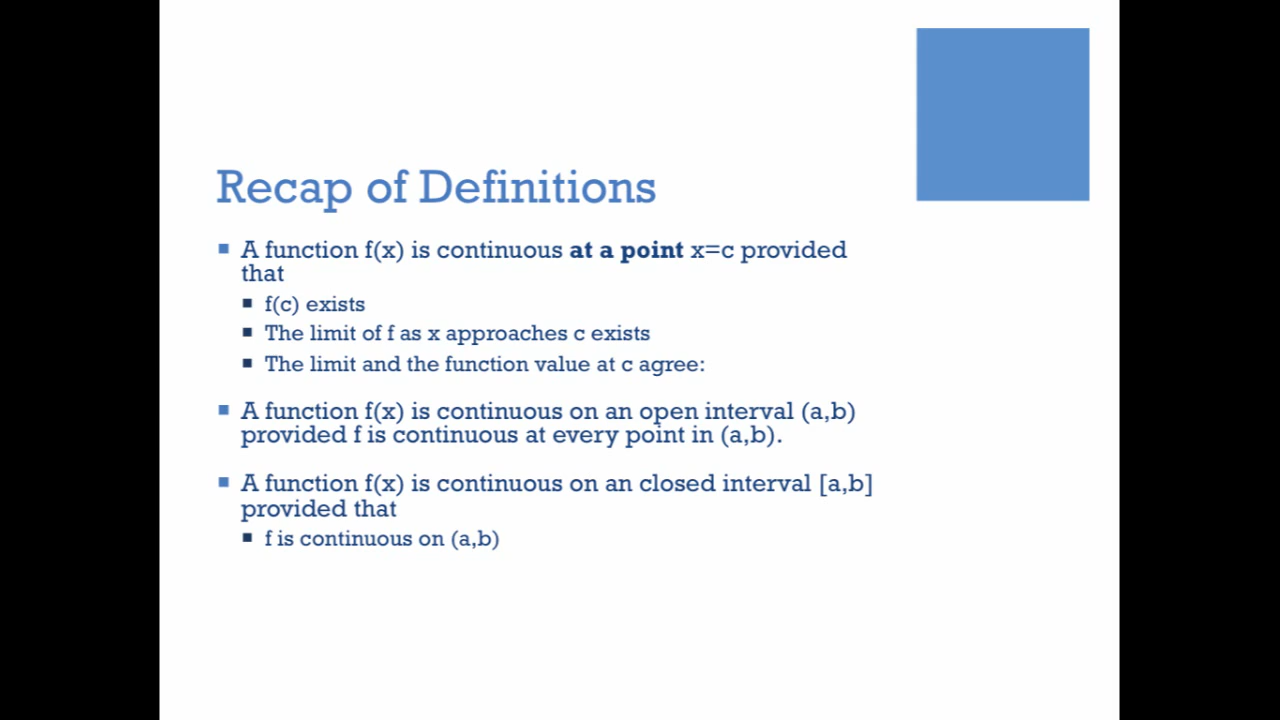 Recap of Definitions
A function f(x) is continuous at a point x=c provided
that
f(c) exists
The limit of f as x approaches c exists
The limit and the function value at c agree:
A function f(x) is continuous on an open interval (a,b)
provided f is continuous at every point in (a,b).
A function f(x) is continuous on an closed interval [a,b]
provided that
f is continuous on (a,b)